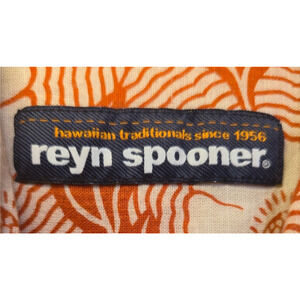 hawaiian traditionals since 1956
reyn spooner®